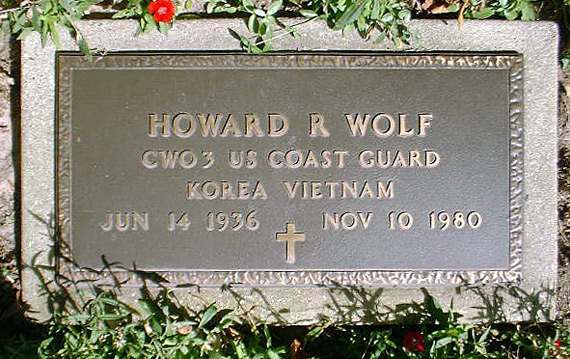 HOWARD R WOLF
CWO3 US COAST GUARD
KOREA VIETNAM
JUN 14 1936 NOV 10 1980